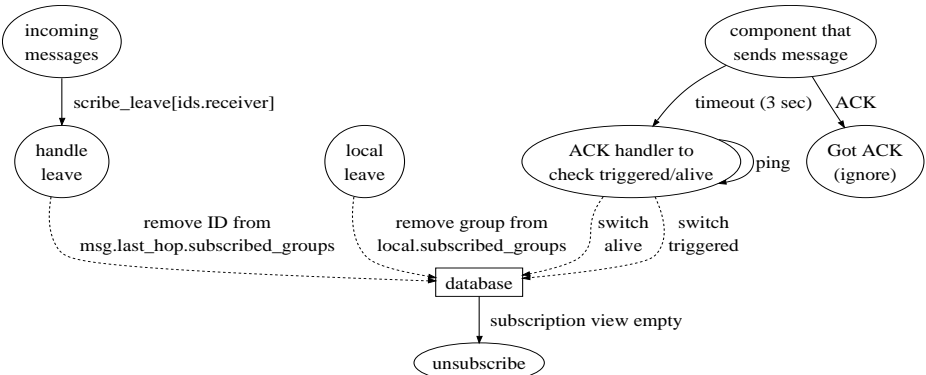 incoming
messages
component that
sends message
scribe_leave[ids.receiver]
timeout (3 sec)
ACK
handle
leave
local
leave
ACK handler to
check triggered/alive
ping
Got ACK
(ignore)
remove ID from
msg.last_hop.subscribed_groups
remove group from
local.subscribed_groups
switch
alive
switch
triggered
database
subscription view empty
unsubscribe